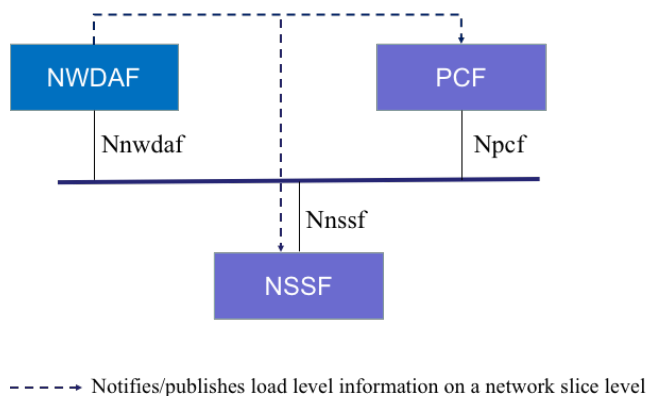 NWDAF
PCF
Nnwdaf
Npcf
Nnssf
NSSF
Notifies/publishes load level information on a network slice level